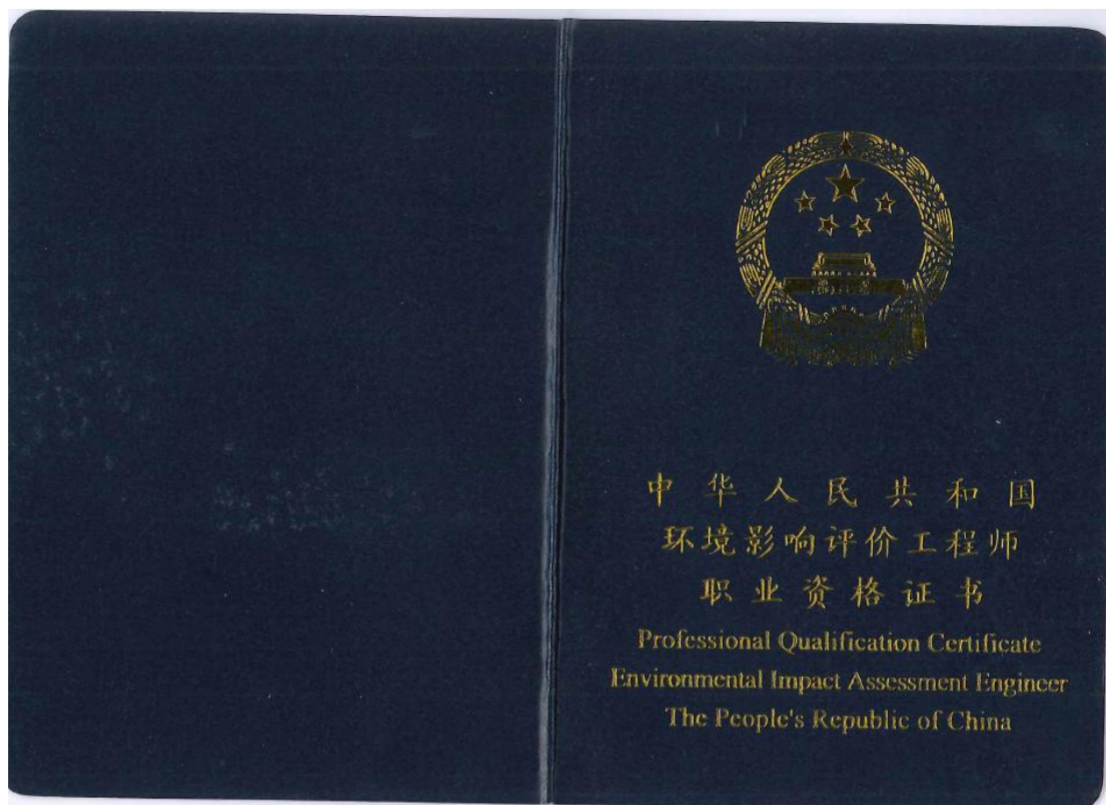 中华人民共和国
环境影响评价工程师
职业资格证书
Professional Qualification Certificate
Environmental Impact Assessment Engineer
The People's Republic of China